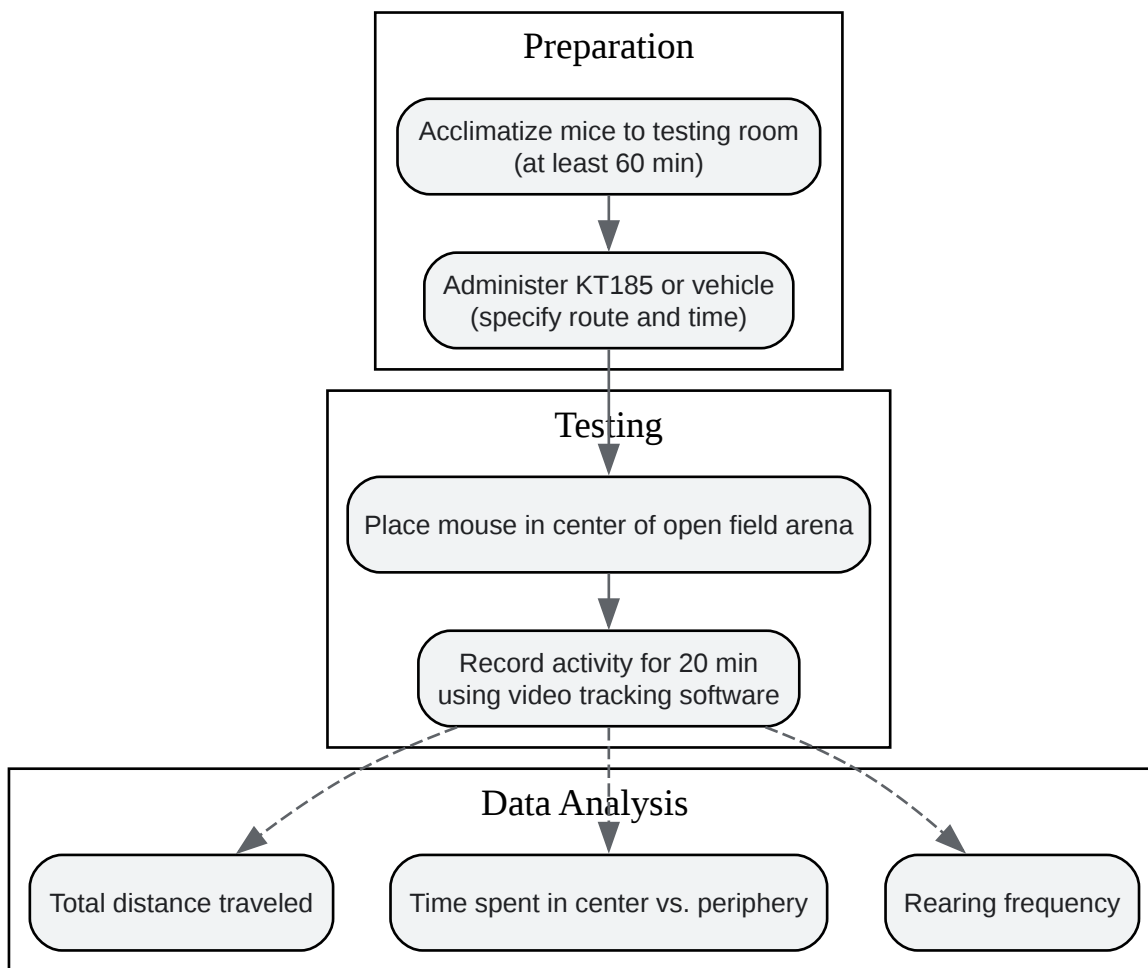 Preparation
Acclimatize mice to testing room
(at least 60 min)
Administer KT185 or vehicle
(specify route and time)
Testing
Place mouse in center of open field arena
Record activity for 20 min
using video tracking software
Data Analysis
Total distance traveled
Time spent in center vs. periphery
Rearing frequency